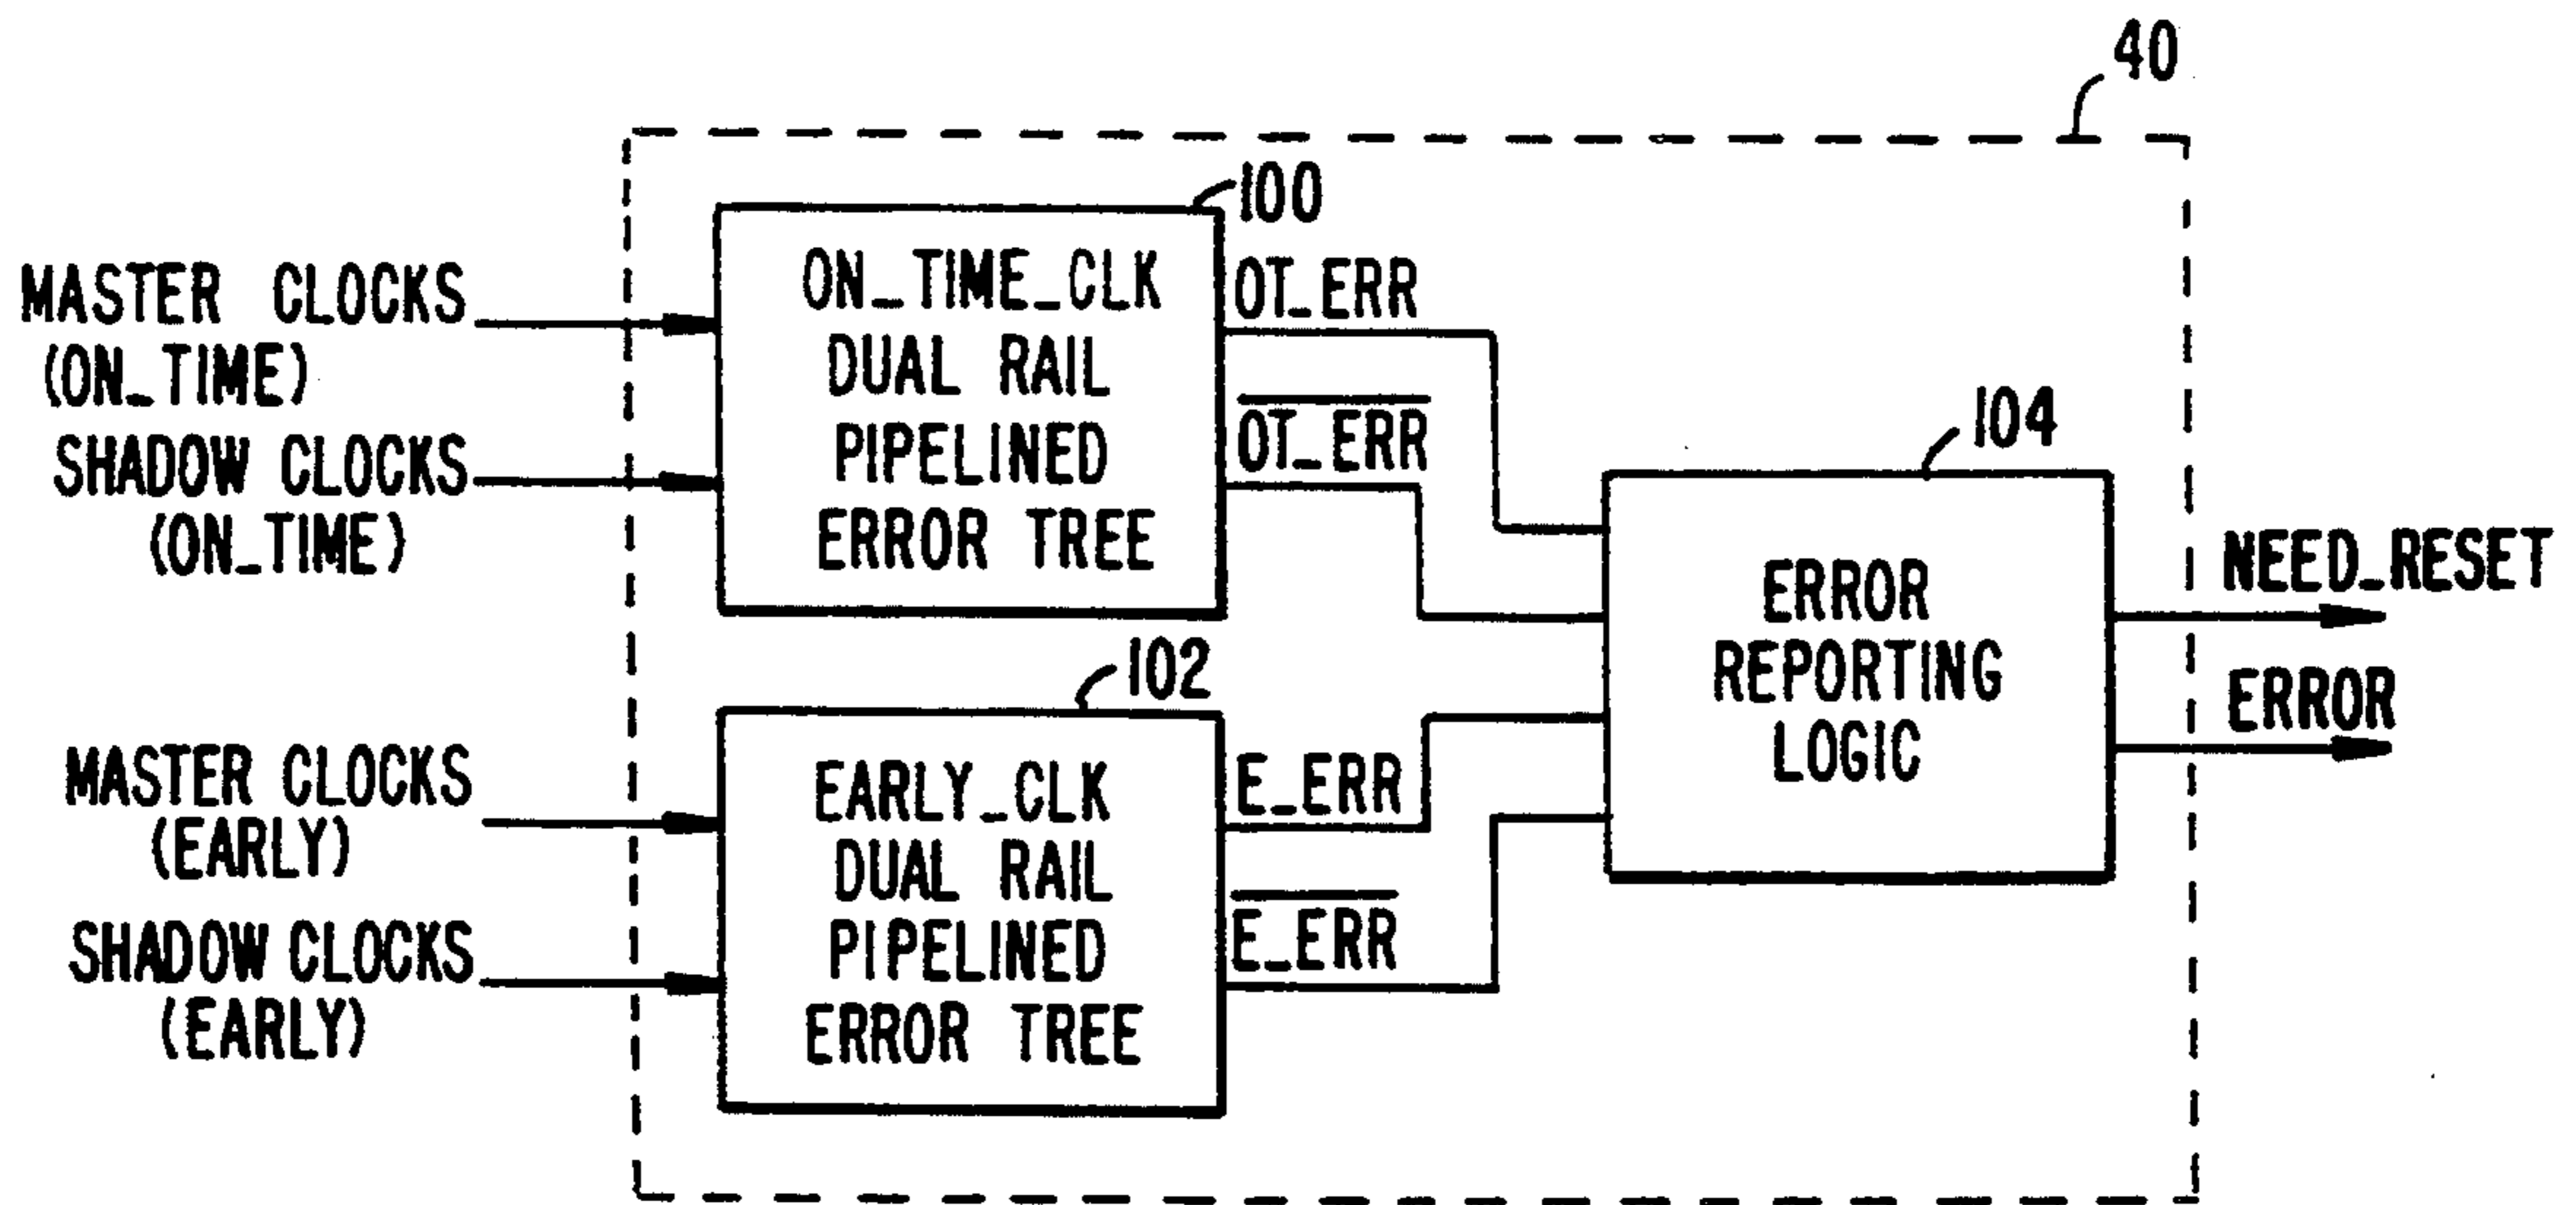 40
100
MASTER CLOCKS
(ON_TIME)
SHADOW CLOCKS
(ON_TIME)
ON_TIME_CLK
DUAL RAIL
PIPELINED
ERROR TREE
OT_ERR
OT_ERR
104
ERROR
REPORTING
LOGIC
NEED_RESET
ERROR
102
MASTER CLOCKS
(EARLY)
SHADOW CLOCKS
(EARLY)
EARLY_CLK
DUAL RAIL
PIPELINED
ERROR TREE
E_ERR
E_ERR